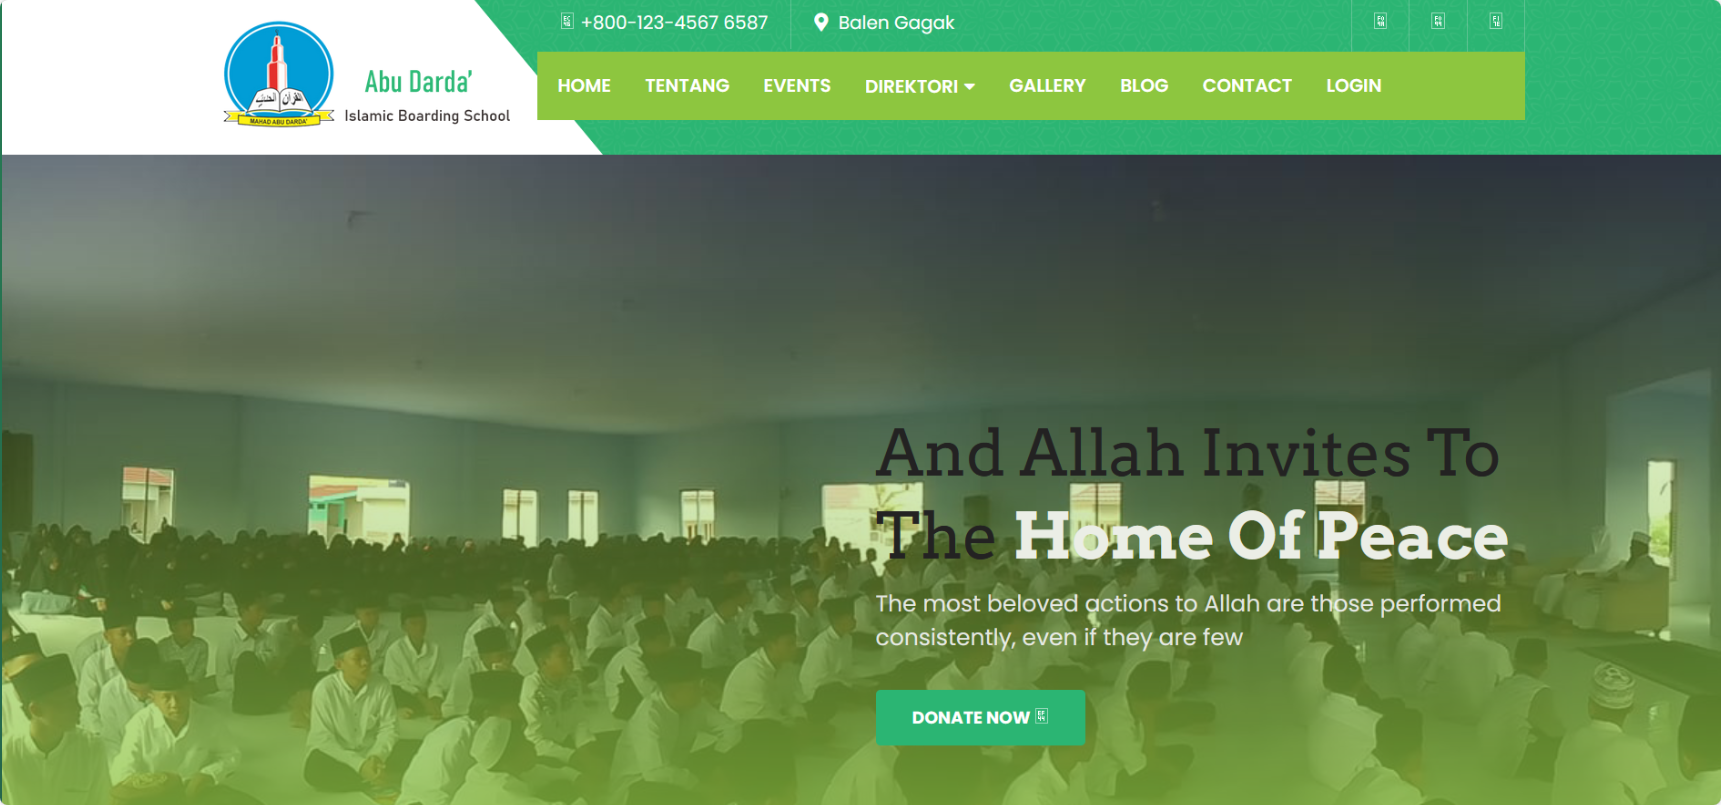 +800-123-4567 6587
Balen Gagak
القرآن الحديث
MAHAD ABU DARDA'
Abu Darda'
Islamic Boarding School
HOME TENTANG EVENTS DIREKTORI GALLERY BLOG CONTACT LOGIN
And Allah Invites To
The Home Of Peace
The most beloved actions to Allah are those performed
consistently, even if they are few
DONATE NOW